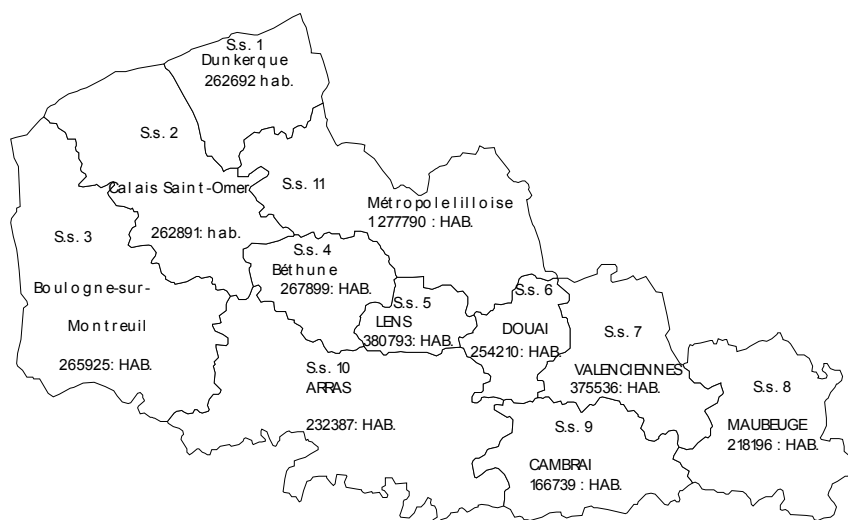 S.s. 1
Dunkerque
262692 hab.
S.s. 2
Calais Saint-Omer
262891: hab.
S.s. 11
Métropole lilloise
1277790 : HAB.
S.s. 3
Boulogne-sur-
Montreuil
265925: HAB.
S.s. 4
Béthune
267899: HAB.
S.s. 5
LENS
380793: HAB.
S.s. 6
DOUAI
254210: HAB.
S.s. 7
VALENCIENNES
375536: HAB.
S.s. 8
MAUBEUGE
218196 : HAB.
S.s. 10
ARRAS
232387: HAB.
S.s. 9
CAMBRAI
166739: HAB.